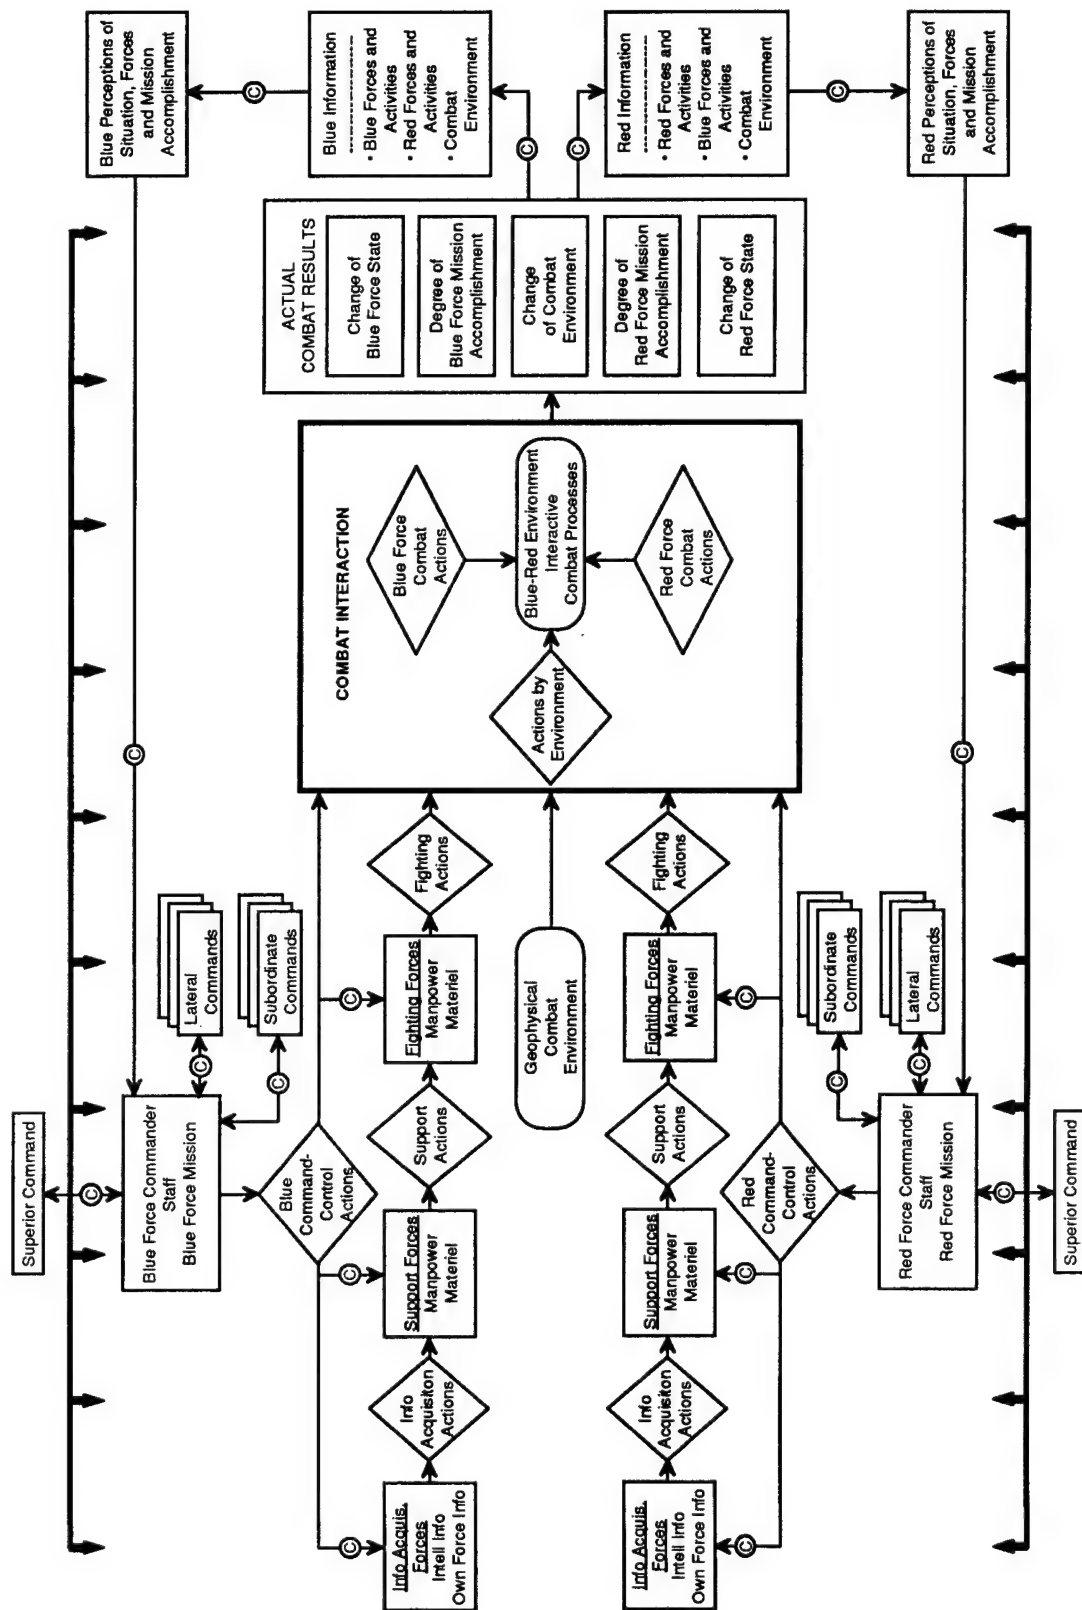 Superior Command
C
Blue Force Commander
Staff
Blue Force Mission
C
Lateral
Commands
C
Subordinate
Commands
C
Blue Perceptions of
Situation, Forces
and Mission
Accomplishment
C
Blue
Command-
Control
Actions
C
C
C
Info Acquis.
Forces
Intell Info
Own Force Info
Info
Acquisiton
Actions
Support Forces
Manpower
Materiel
Support
Actions
Fighting Forces
Manpower
Materiel
Fighting
Actions
Geophysical
Combat
Environment
COMBAT INTERACTION
Blue Force
Combat
Actions
Actions by
Environment
Blue-Red Environment
Interactive
Combat Processes
Red Force
Combat
Actions
ACTUAL
COMBAT RESULTS
Change of
Blue Force State
Degree of
Blue Force Mission
Accomplishment
Change
of Combat
Environment
Degree of
Red Force Mission
Accomplishment
Change of
Red Force State
C
C
Blue Information
• Blue Forces and
Activities
• Red Forces and
Activities
• Combat
Environment
Red Information
• Red Forces and
Activities
• Blue Forces and
Activities
• Combat
Environment
Info Acquis.
Forces
Intell Info
Own Force Info
Info
Acquisiton
Actions
Support Forces
Manpower
Materiel
Support
Actions
Fighting Forces
Manpower
Materiel
Fighting
Actions
C
C
C
Red
Command-
Control
Actions
C
Subordinate
Commands
C
Lateral
Commands
C
Red Force Commander
Staff
Red Force Mission
C
C
Red Perceptions of
Situation, Forces
and Mission
Accomplishment
C
Superior Command